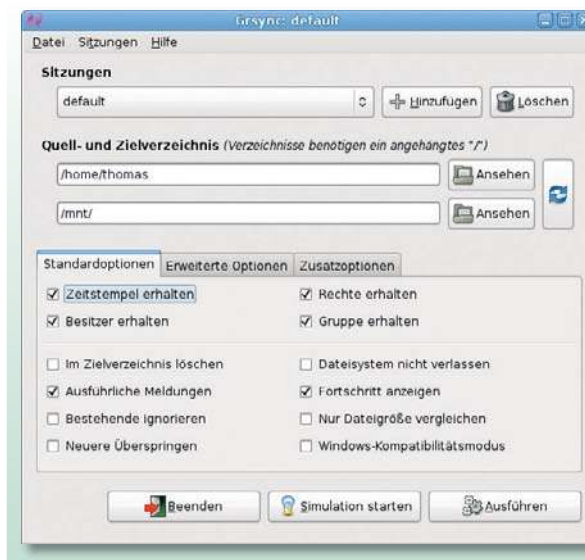 Grsync: default
Datei Sitzungen Hilfe
Sitzungen
default Hinzufügen Löschen
Quell- und Zielverzeichnis (Verzeichnisse benötigen ein angehängtes "/")
/home/thomas Ansehen
/mnt/ Ansehen
Standardoptionen Erweiterte Optionen Zusatzoptionen
Zeitstempel erhalten Rechte erhalten
Besitzer erhalten Gruppe erhalten
Im Zielverzeichnis löschen Dateisystem nicht verlassen
Ausführliche Meldungen Fortschritt anzeigen
Bestehende ignorieren Nur Dateigröße vergleichen
Neuere Überspringen Windows-Kompatibilitätsmodus
Beenden Simulation starten Ausführen